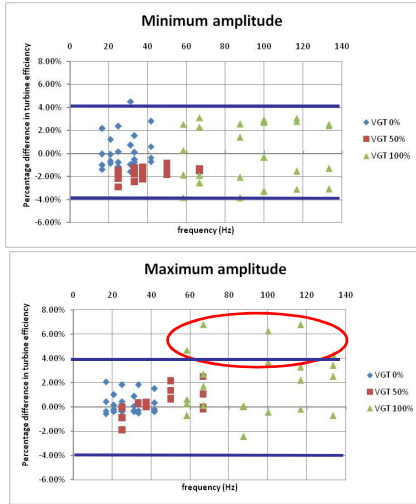 Minimum amplitude
Percentage difference in turbine efficiency
8.00%
6.00%
4.00%
2.00%
0.00%
-2.00%
-4.00%
-6.00%
0 20 40 60 80 100 120 140
frequency (Hz)
VGT 0%
VGT 50%
VGT 100%
Maximum amplitude
Percentage difference in turbine efficiency
8.00%
6.00%
4.00%
2.00%
0.00%
-2.00%
-4.00%
-6.00%
0 20 40 60 80 100 120 140
frequency (Hz)
VGT 0%
VGT 50%
VGT 100%